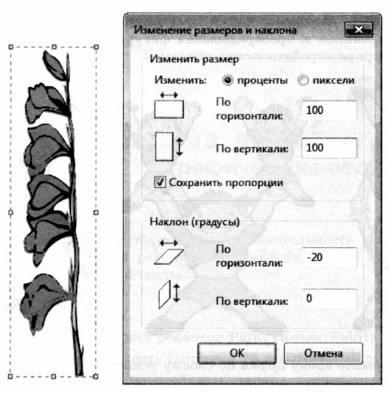 Изменение размеров и наклона
Изменить размер
Изменить: проценты пиксели
По
горизонтали: 100
По вертикали: 100
Сохранить пропорции
Наклон (градусы)
По
горизонтали: -20
По вертикали: 0
ОК Отмена